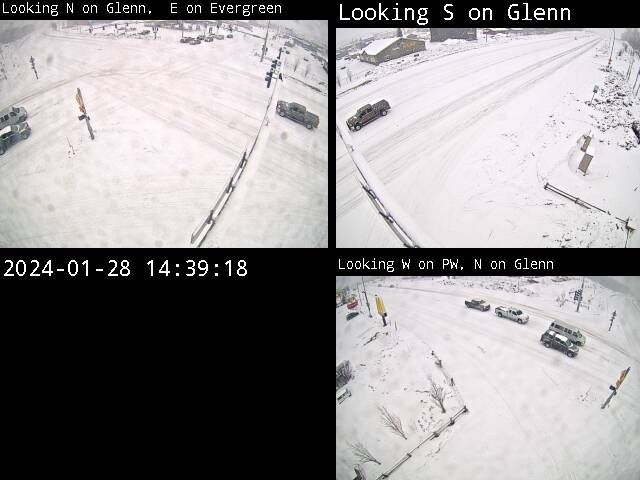 Looking N on Glenn,  E on Evergreen
Looking S on Glenn
2024-01-28 14:39:18
Looking W on PW, N on Glenn